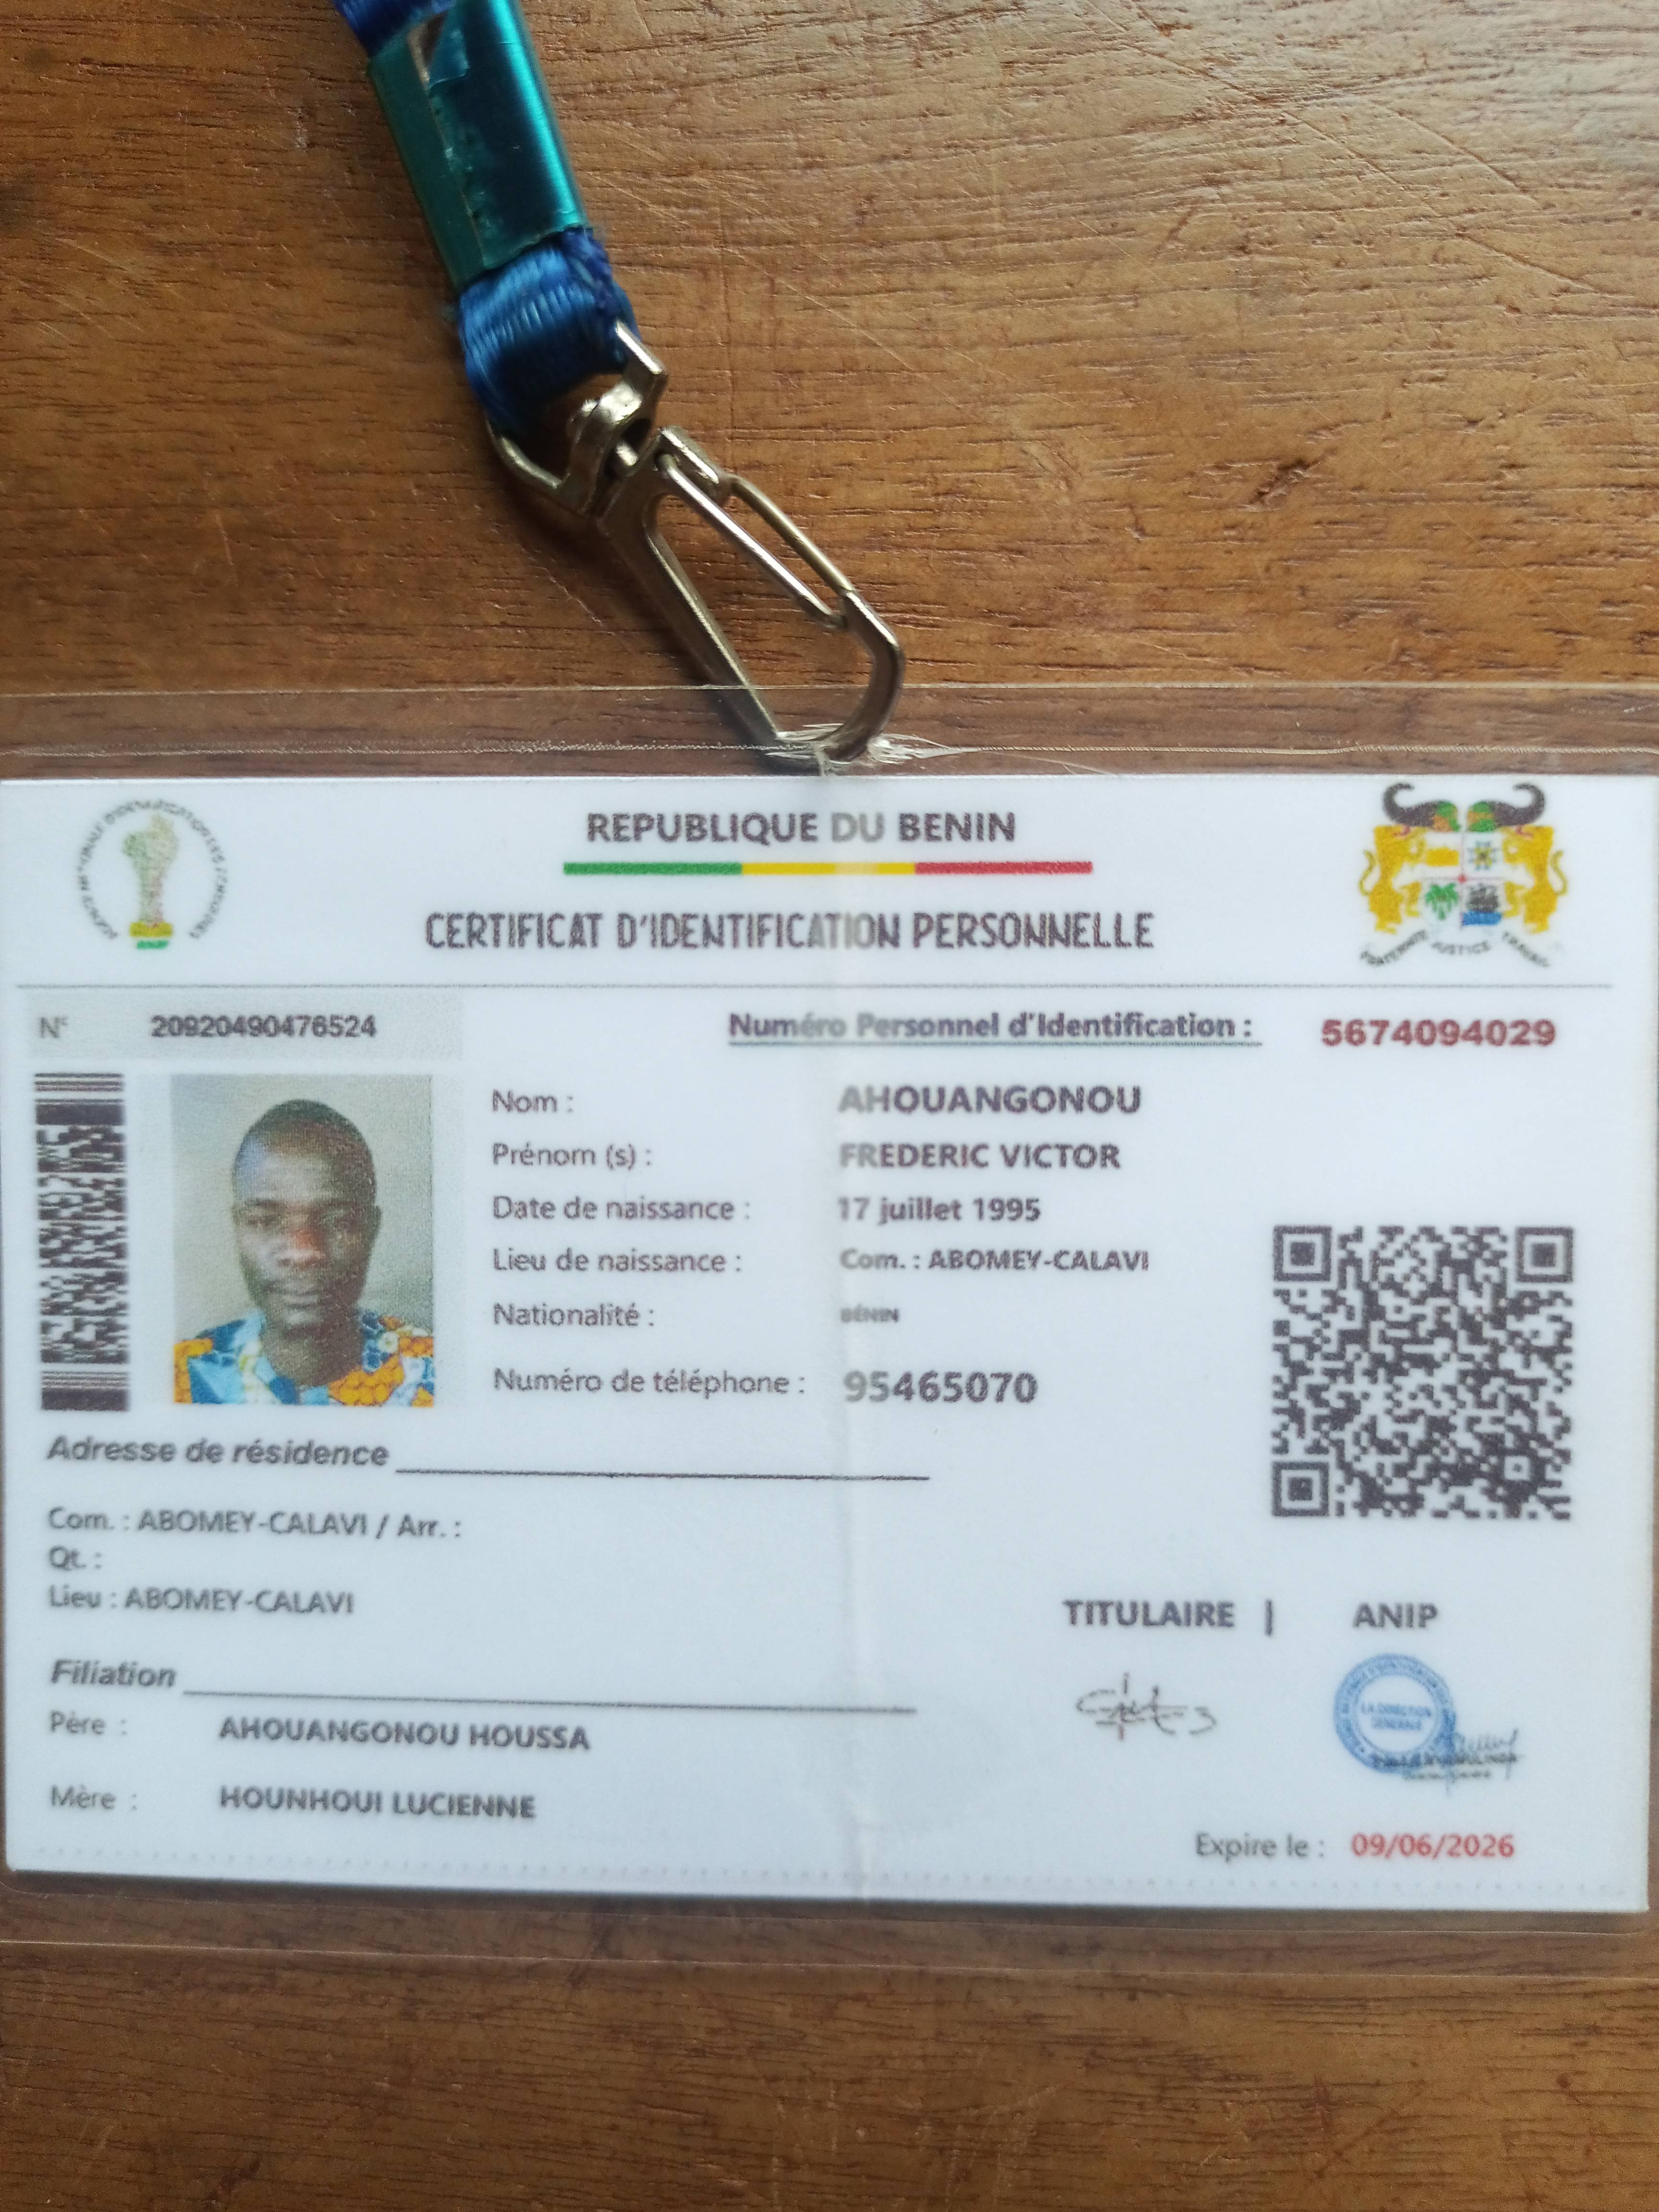 REPUBLIQUE DU BENIN
CERTIFICAT D'IDENTIFICATION PERSONNELLE
FRATERNITE JUSTICE TRAVAIL
N° 20920490476524
Numéro Personnel d'Identification : 5674094029
Nom : AHOUANGONOU
Prénom (s) : FREDERIC VICTOR
Date de naissance : 17 juillet 1995
Lieu de naissance : Com. : ABOMEY-CALAVI
Nationalité : BÉNIN
Numéro de téléphone : 95465070
Adresse de résidence
Com. : ABOMEY-CALAVI / Arr. :
Qt. :
Lieu : ABOMEY-CALAVI
TITULAIRE | ANIP
Filiation
Père : AHOUANGONOU HOUSSA
Mère : HOUNHOUI LUCIENNE
LA DIRECTION
GENERALE
Expire le : 09/06/2026